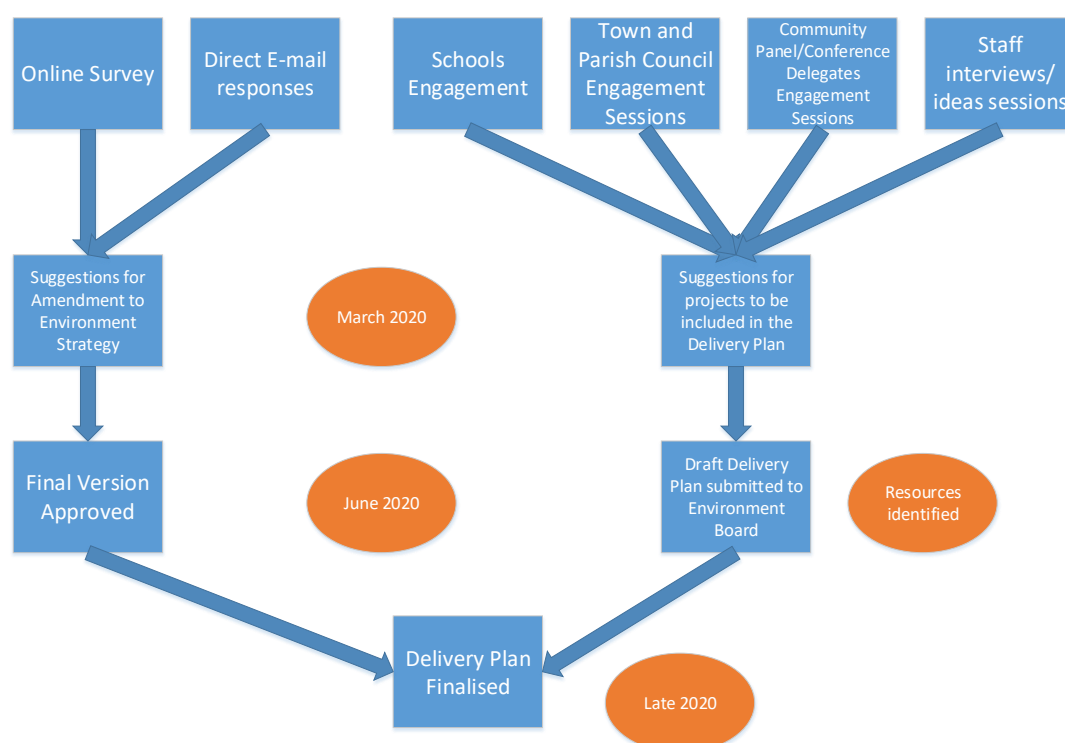 Online Survey
Direct E-mail
responses
Schools
Engagement
Town and
Parish Council
Engagement
Sessions
Community
Panel/Conference
Delegates
Engagement
Sessions
Staff
interviews/
ideas sessions
Suggestions for
Amendment to
Environment
Strategy
March 2020
Suggestions for
projects to be
included in the
Delivery Plan
Final Version
Approved
June 2020
Draft Delivery
Plan submitted to
Environment
Board
Resources
identified
Delivery Plan
Finalised
Late 2020